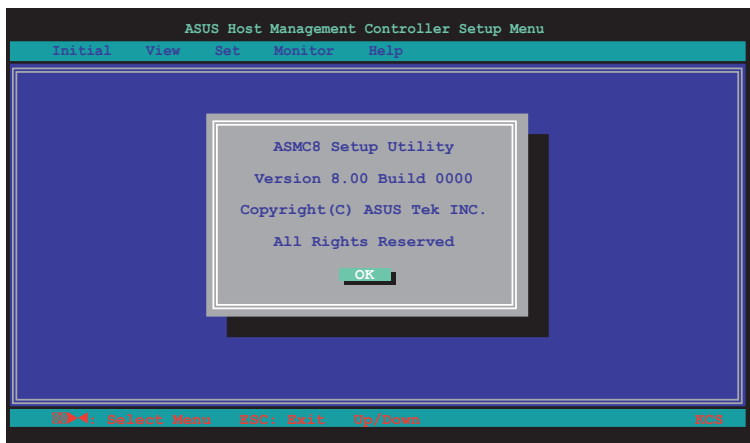 ASUS Host Management Controller Setup Menu
Initial View Set Monitor Help
ASMC8 Setup Utility
Version 8.00 Build 0000
Copyright(C) ASUS Tek INC.
All Rights Reserved
OK
: Select Menu ESC: Exit Up/Down KCS